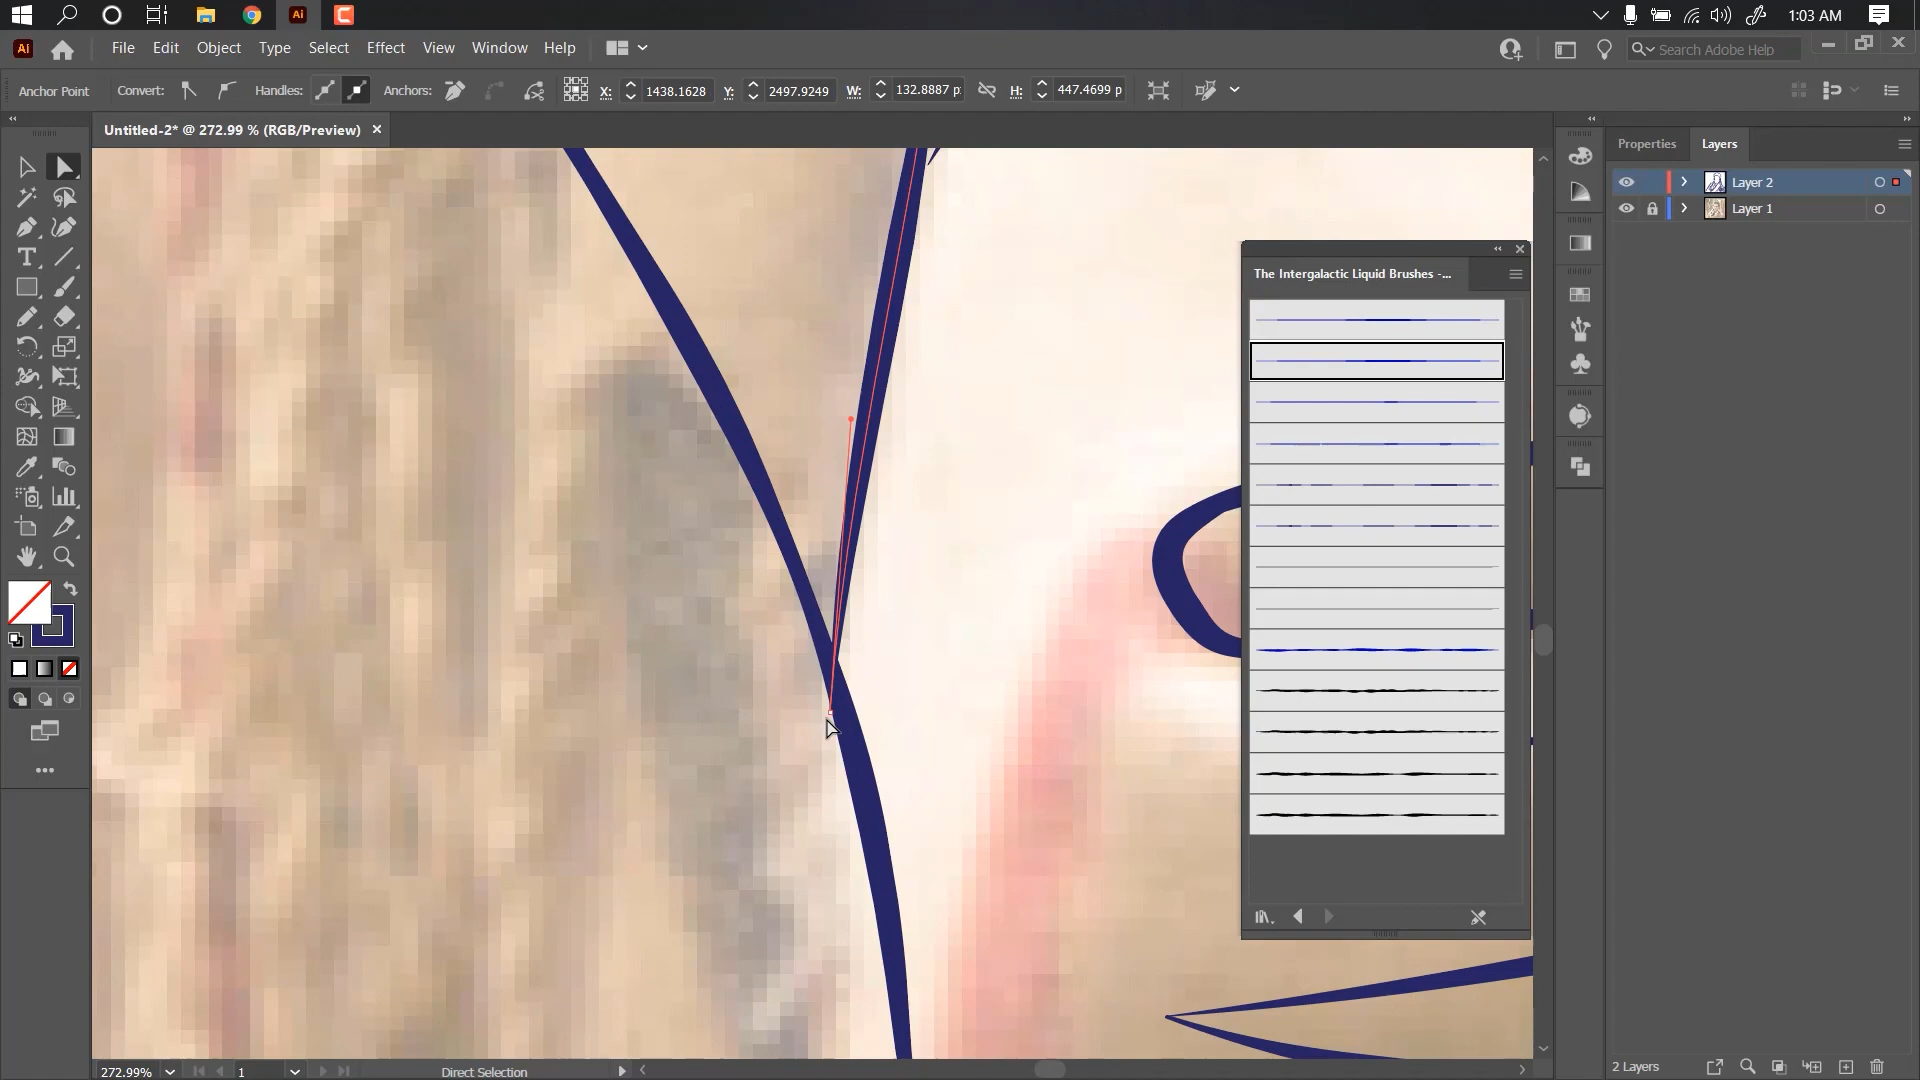 Ai
1:03 AM
Ai
File Edit Object Type Select Effect View Window Help
Search Adobe Help
Anchor Point Convert: Handles: Anchors: X: 1438.1628 Y: 2497.9249 W: 132.8887 p H: 447.4699 p
Untitled-2* @ 272.99 % (RGB/Preview) ×
Properties Layers
Layer 2
Layer 1
The Intergalactic Liquid Brushes -...
272.99% 1 Direct Selection
2 Layers